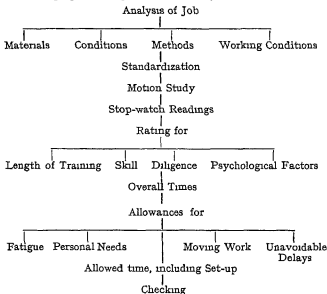 Analysis of Job
Materials Conditions Methods Working Conditions
Standardization
Motion Study
Stop-watch Readings
Rating for
Length of Training Skill Diligence Psychological Factors
Overall Times
Allowances for
Fatigue Personal Needs Moving Work Unavoidable
Delays
Allowed time, including Set-up
Checking